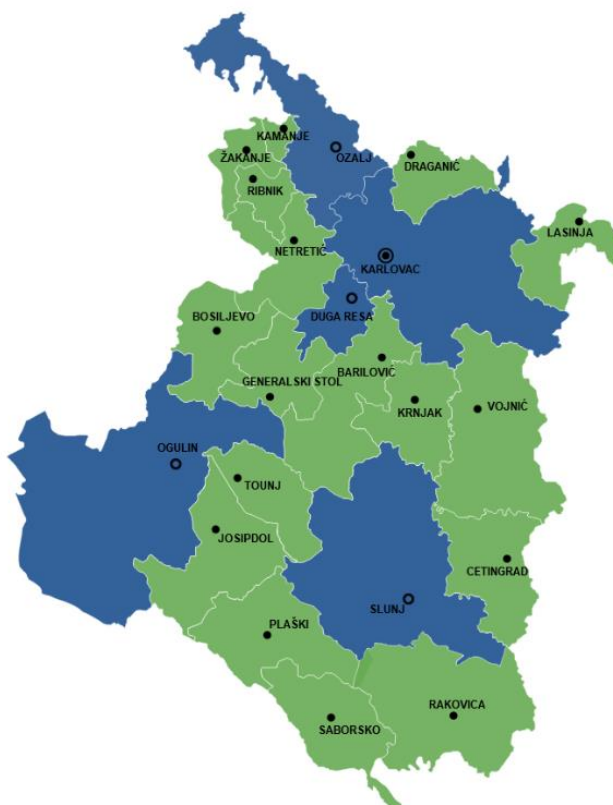 KAMANJE
OZALJ
ŽAKANJE
DRAGANIĆ
RIBNIK
LASINJA
NETRETIĆ
KARLOVAC
DUGA RESA
BOSILJEVO
BARILOVIĆ
GENERALSKI STOL
KRNJAK
VOJNIĆ
OGULIN
TOUNJ
JOSIPDOL
CETINGRAD
SLUNJ
PLAŠKI
RAKOVICA
SABORSKO